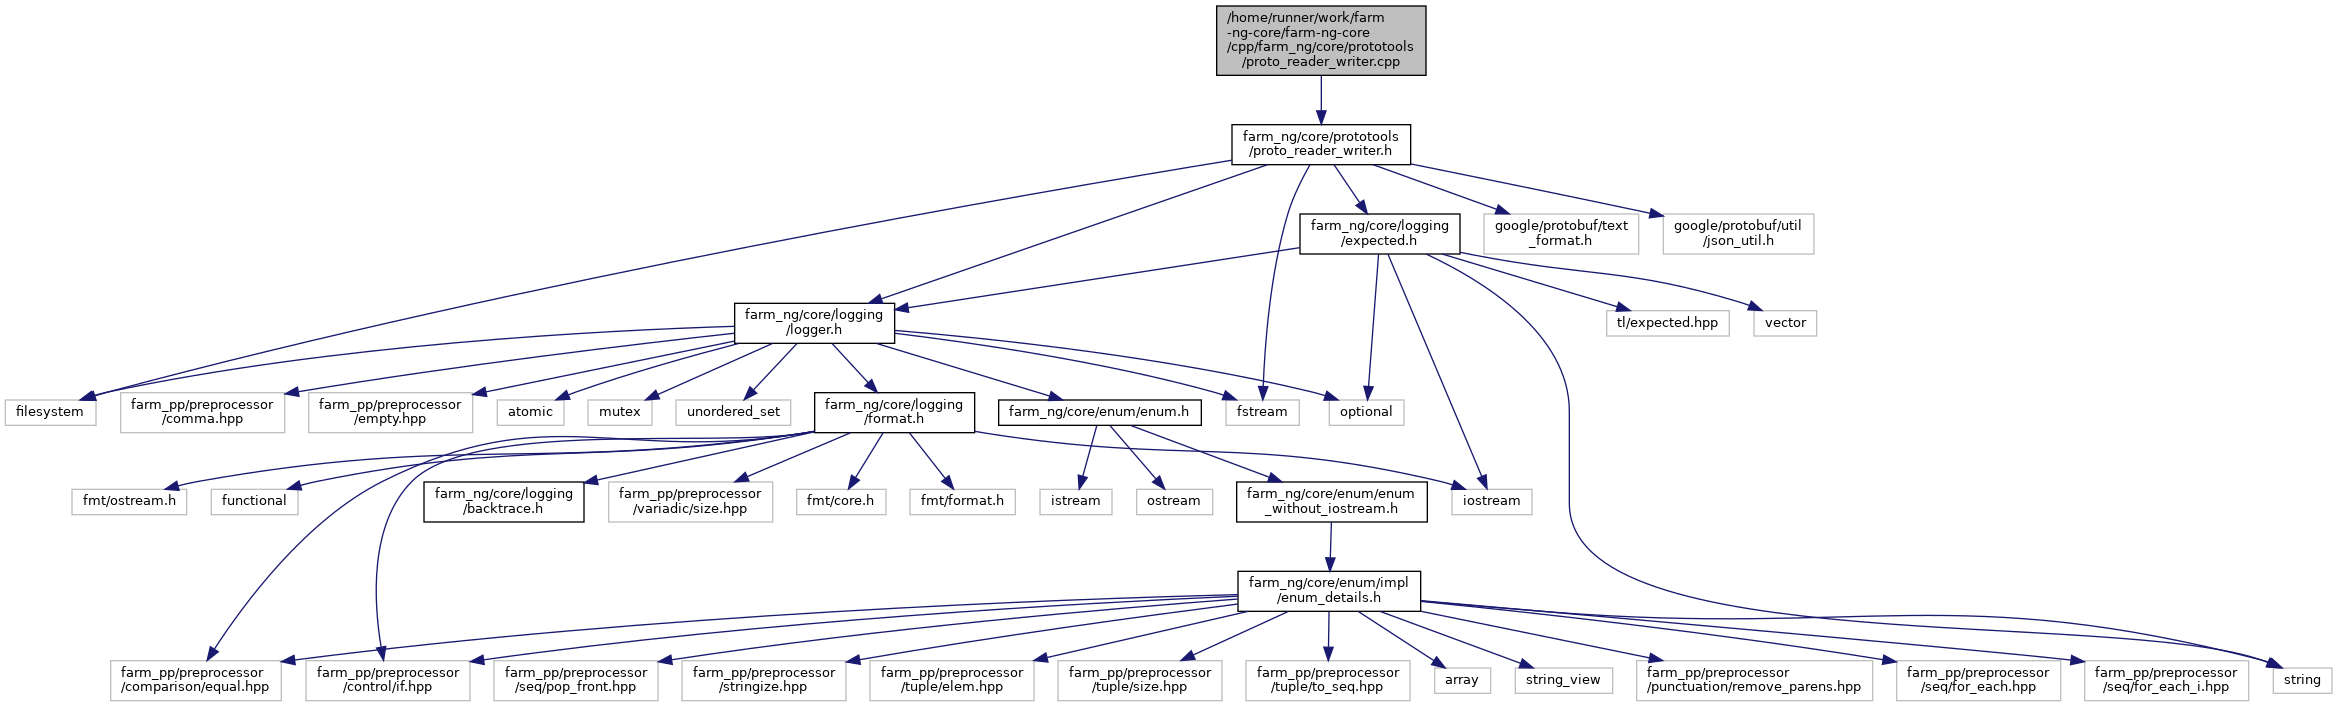 /home/runner/work/farm
-ng-core/farm-ng-core
/cpp/farm_ng/core/prototools
/proto_reader_writer.cpp
farm_ng/core/prototools
/proto_reader_writer.h
farm_ng/core/logging
/expected.h
google/protobuf/text
_format.h
google/protobuf/util
/json_util.h
farm_ng/core/logging
/logger.h
tl/expected.hpp
vector
filesystem
farm_pp/preprocessor
/comma.hpp
farm_pp/preprocessor
/empty.hpp
atomic
mutex
unordered_set
farm_ng/core/logging
/format.h
farm_ng/core/enum/enum.h
fstream
optional
fmt/ostream.h
functional
farm_ng/core/logging
/backtrace.h
farm_pp/preprocessor
/variadic/size.hpp
fmt/core.h
fmt/format.h
istream
ostream
farm_ng/core/enum/enum
_without_iostream.h
iostream
farm_ng/core/enum/impl
/enum_details.h
farm_pp/preprocessor
/comparison/equal.hpp
farm_pp/preprocessor
/control/if.hpp
farm_pp/preprocessor
/seq/pop_front.hpp
farm_pp/preprocessor
/stringize.hpp
farm_pp/preprocessor
/tuple/elem.hpp
farm_pp/preprocessor
/tuple/size.hpp
farm_pp/preprocessor
/tuple/to_seq.hpp
array
string_view
farm_pp/preprocessor
/punctuation/remove_parens.hpp
farm_pp/preprocessor
/seq/for_each.hpp
farm_pp/preprocessor
/seq/for_each_i.hpp
string